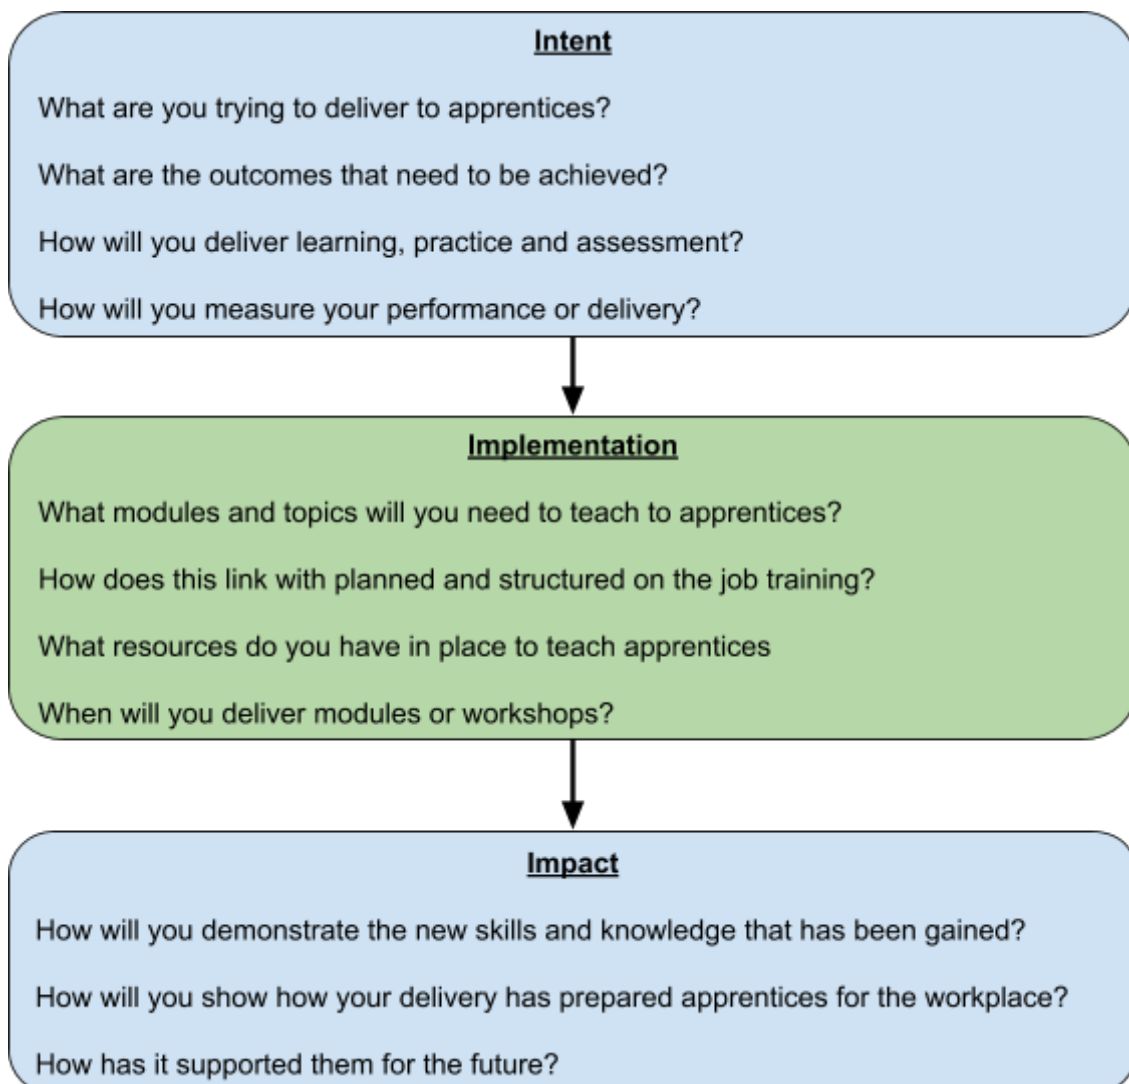 Intent
What are you trying to deliver to apprentices?
What are the outcomes that need to be achieved?
How will you deliver learning, practice and assessment?
How will you measure your performance or delivery?
Implementation
What modules and topics will you need to teach to apprentices?
How does this link with planned and structured on the job training?
What resources do you have in place to teach apprentices
When will you deliver modules or workshops?
Impact
How will you demonstrate the new skills and knowledge that has been gained?
How will you show how your delivery has prepared apprentices for the workplace?
How has it supported them for the future?